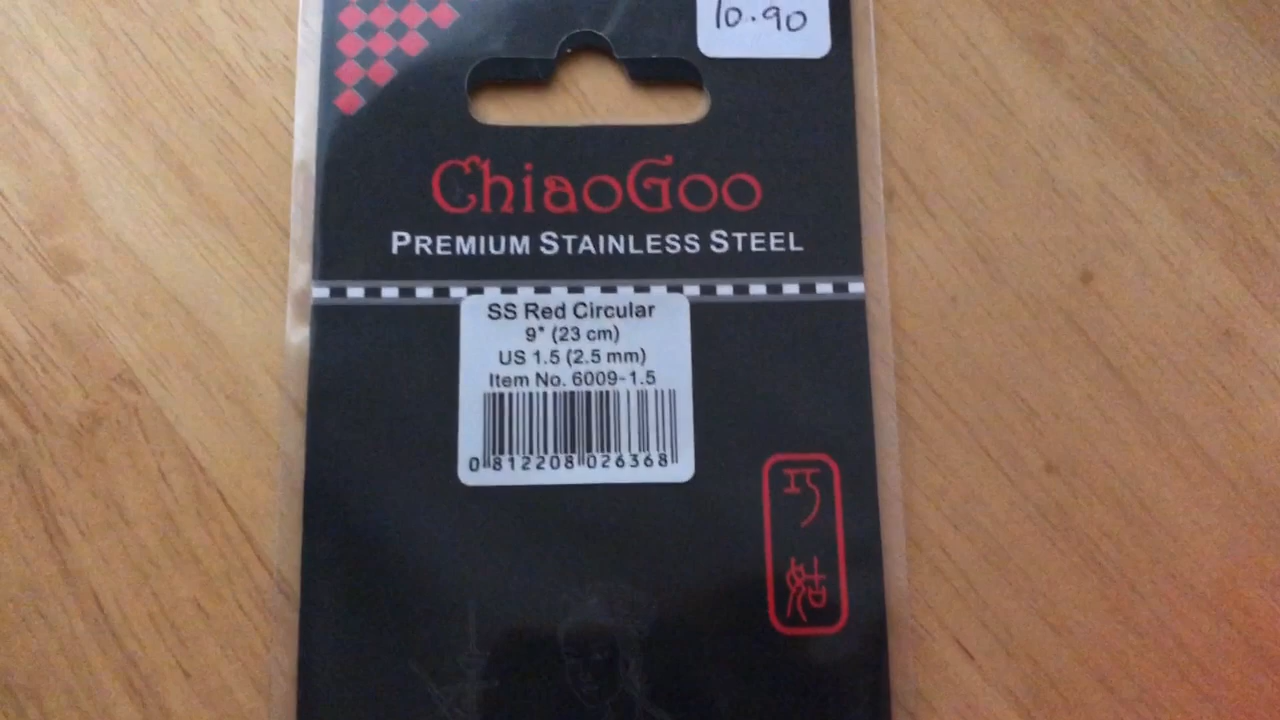 10.90
ChiaoGoo
PREMIUM STAINLESS STEEL
SS Red Circular
9" (23 cm)
US 1.5 (2.5 mm)
Item No. 6009-1.5
0 812208 026368
巧
姑